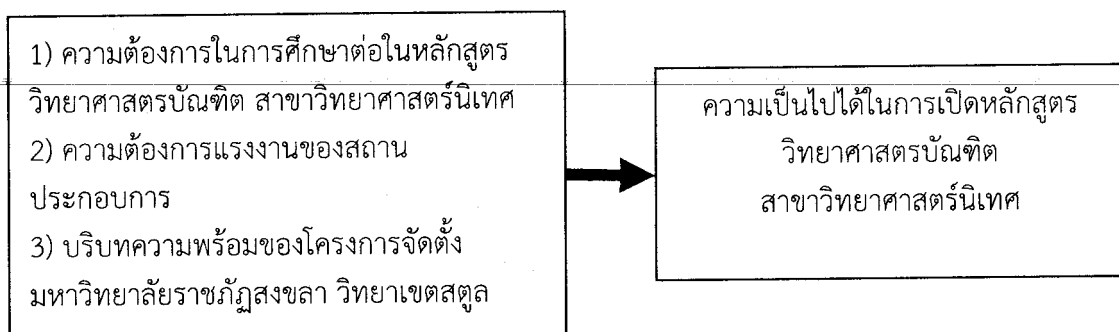 1) ความต้องการในการศึกษาต่อในหลักสูตร
วิทยาศาสตรบัณฑิต สาขาวิทยาศาสตร์นิเทศ
2) ความต้องการแรงงานของสถาน
ประกอบการ
3) บริบทความพร้อมของโครงการจัดตั้ง
มหาวิทยาลัยราชภัฏสงขลา วิทยาเขตสตูล
ความเป็นไปได้ในการเปิดหลักสูตร
วิทยาศาสตรบัณฑิต
สาขาวิทยาศาสตร์นิเทศ